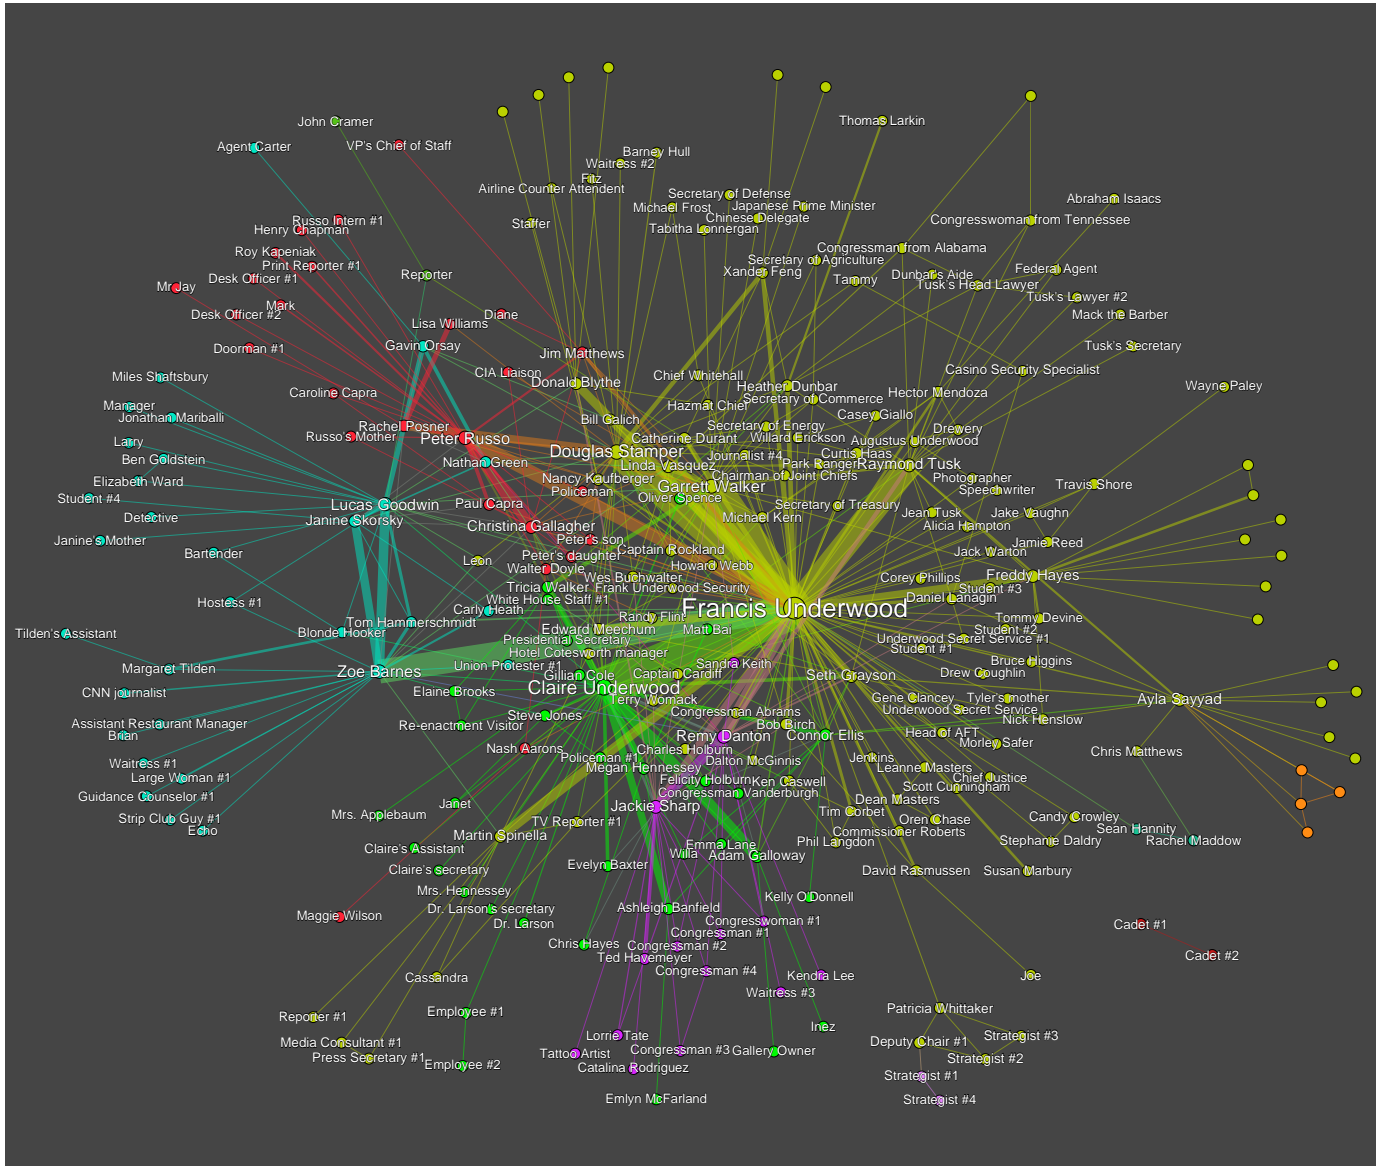 Thomas Larkin
John Cramer
Agent Carter
VP's Chief of Staff
Barney Hull
Waitress #2
Fitz
Airline Counter Attendent
Secretary of Defense
Abraham Isaacs
Michael Frost
Japanese Prime Minister
Chinese Delegate
Staffer
Russo Intern #1
Congresswoman from Tennessee
Henry Chapman
Tabitha Lonnergan
Congressman from Alabama
Roy Kapeniak
Secretary of Agriculture
Print Reporter #1
Xander Feng
Federal Agent
Reporter
Dunbar's Aide
Desk Officer #1
Tammy
Tusk's Head Lawyer
Mr Jay
Tusk's Lawyer #2
Mark
Desk Officer #2
Diane
Mack the Barber
Lisa Williams
Gavin Orsay
Tusk's Secretary
Doorman #1
Jim Matthews
Casino Security Specialist
CIA Liaison
Miles Shaftsbury
Chief Whitehall
Donald Blythe
Heather Dunbar
Wayne Paley
Caroline Capra
Hector Mendoza
Secretary of Commerce
Manager
Hazmat Chief
Jonathan Mariballi
Casey Giallo
Bill Galich
Rachel Posner
Secretary of Energy
Drewery
Russo's Mother
Peter Russo
Catherine Durant
Willard Erickson
Augustus Underwood
Larry
Douglas Stamper
Curtis Haas
Journalist #4
Ben Goldstein
Nathan Green
Linda Vasquez
Park Ranger
Raymond Tusk
Chairman of Joint Chiefs
Elizabeth Ward
Nancy Kaufberger
Photographer
Travis Shore
Garrett Walker
Policeman
Speechwriter
Student #4
Oliver Spence
Lucas Goodwin
Paul Capra
Secretary of Treasury
Jean Tusk
Jake Vaughn
Detective
Janine Skorsky
Michael Kern
Christina Gallagher
Alicia Hampton
Janine's Mother
Peter's son
Jamie Reed
Bartender
Captain Rockland
Jack Warton
Peter's daughter
Leon
Howard Webb
Walter Doyle
Freddy Hayes
Wes Buchwalter
Corey Phillips
Tricia Walker
Frank Underwood Security
Student #3
Hostess #1
White House Staff #1
Daniel Lanagin
Carly Heath
Francis Underwood
Randy Flint
Tommy Devine
Tom Hammerschmidt
Edward Meechum
Matt Bai
Student #2
Tilden's Assistant
Blonde Hooker
Presidential Secretary
Underwood Secret Service #1
Student #1
Hotel Cotesworth manager
Bruce Higgins
Sandra Keith
Union Protester #1
Margaret Tilden
Zoe Barnes
Gillian Cole
Captain Cardiff
Seth Grayson
Drew Coughlin
Claire Underwood
CNN journalist
Elaine Brooks
Terry Womack
Gene Clancey
Tyler's mother
Ayla Sayyad
Congressman Abrams
Underwood Secret Service
Steve Jones
Nick Henslow
Assistant Restaurant Manager
Re-enactment Visitor
Bob Birch
Head of AFT
Brian
Remy Danton
Connor Ellis
Nash Aarons
Charles Holburn
Morley Safer
Chris Matthews
Policeman #1
Dalton McGinnis
Jenkins
Waitress #1
Megan Hennessey
Leanne Masters
Large Woman #1
Felicity Holburn
Ken Caswell
Chief Justice
Scott Cunningham
Guidance Counselor #1
Congressman Vanderburgh
Janet
Jackie Sharp
Dean Masters
Mrs. Applebaum
Tim Corbet
Candy Crowley
Strip Club Guy #1
TV Reporter #1
Oren Chase
Sean Hannity
Echo
Martin Spinella
Commissioner Roberts
Phil Langdon
Stephanie Daldry
Rachel Maddow
Emma Lane
Claire's Assistant
Willa
Adam Galloway
Evelyn Baxter
Claire's secretary
David Rasmussen
Susan Marbury
Mrs. Hennessey
Kelly O'Donnell
Dr. Larson's secretary
Ashleigh Banfield
Maggie Wilson
Dr. Larson
Congresswoman #1
Cadet #1
Congressman #1
Chris Hayes
Congressman #2
Ted Havemeyer
Cadet #2
Congressman #4
Cassandra
Kendra Lee
Joe
Waitress #3
Patricia Whittaker
Reporter #1
Employee #1
Inez
Lorrie Tate
Strategist #3
Media Consultant #1
Deputy Chair #1
Tattoo Artist
Congressman #3
Gallery Owner
Press Secretary #1
Strategist #2
Employee #2
Catalina Rodriguez
Strategist #1
Emlyn McFarland
Strategist #4